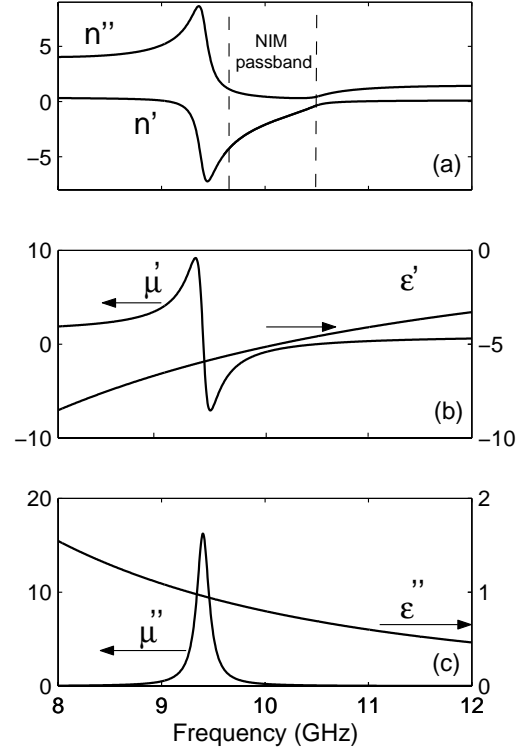 n''
NIM
passband
5
0
n'
-5
(a)
10
0
μ'
ε'
0
-5
(b)
-10
-10
20
2
ε''
10
1
μ''
(c)
0
0
8 9 10 11 12
Frequency (GHz)